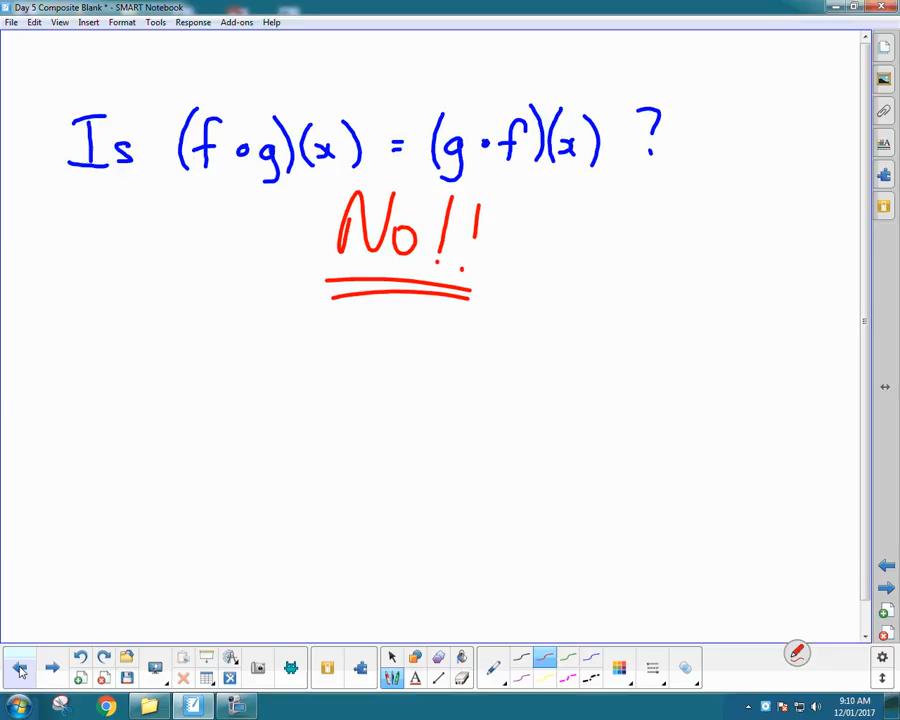 Day 5 Composite Blank * - SMART Notebook
File Edit View Insert Format Tools Response Add-ons Help
Is (f∘g)(x) = (g∘f)(x) ?
No!!
9:10 AM
12/01/2017